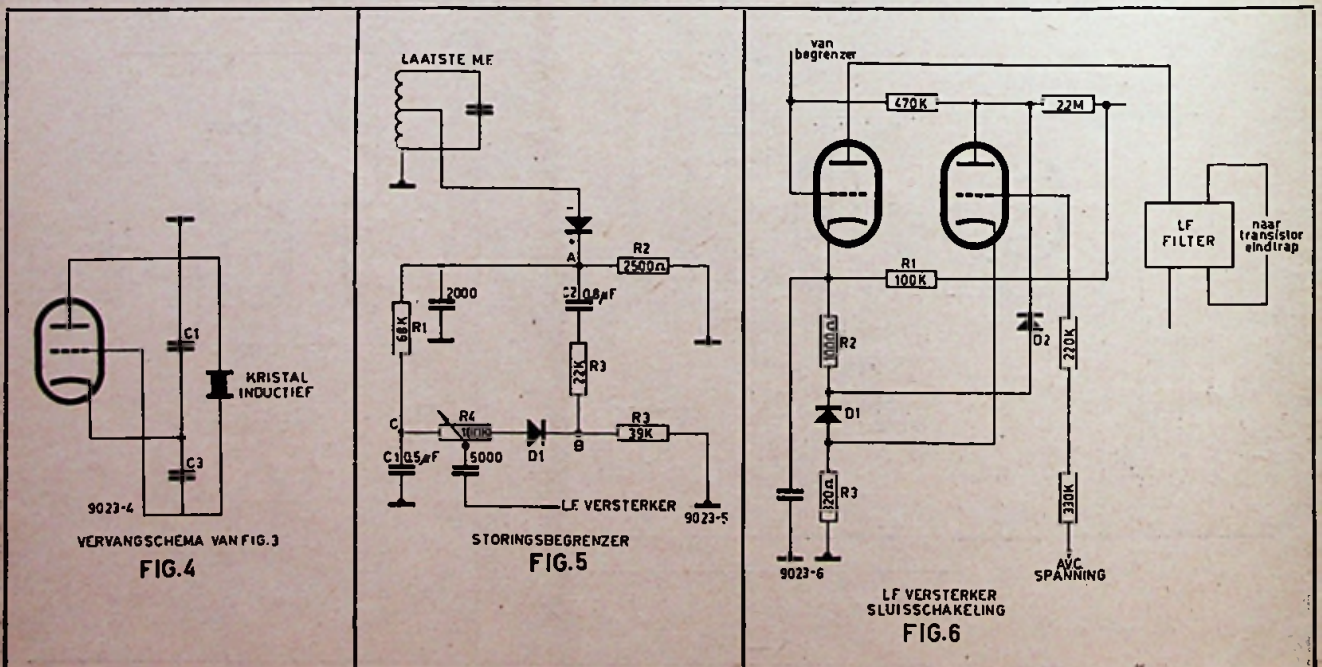 C1
KRISTAL
INDUCTIEF
C3
9023-4
VERVANGSCHEMA VAN FIG.3
FIG.4
LAATSTE M.F.
A
R2
2500Ω
2000
C2 0,8µF
R1
68K
R3
22K
C
R4
D1
B
R3
39K
C1 0,5µF
5000
LF VERSTERKER
9023-5
STORINGSBEGRENZER
FIG.5
van
begrenzer
470K
22M
LF
FILTER
naar
transistor
eindtrap
R1
100K
R2
1000Ω
D2
220K
D1
R3
820Ω
330K
9023-6
AVC
SPANNING
LF VERSTERKER
SLUISSCHAKELING
FIG.6